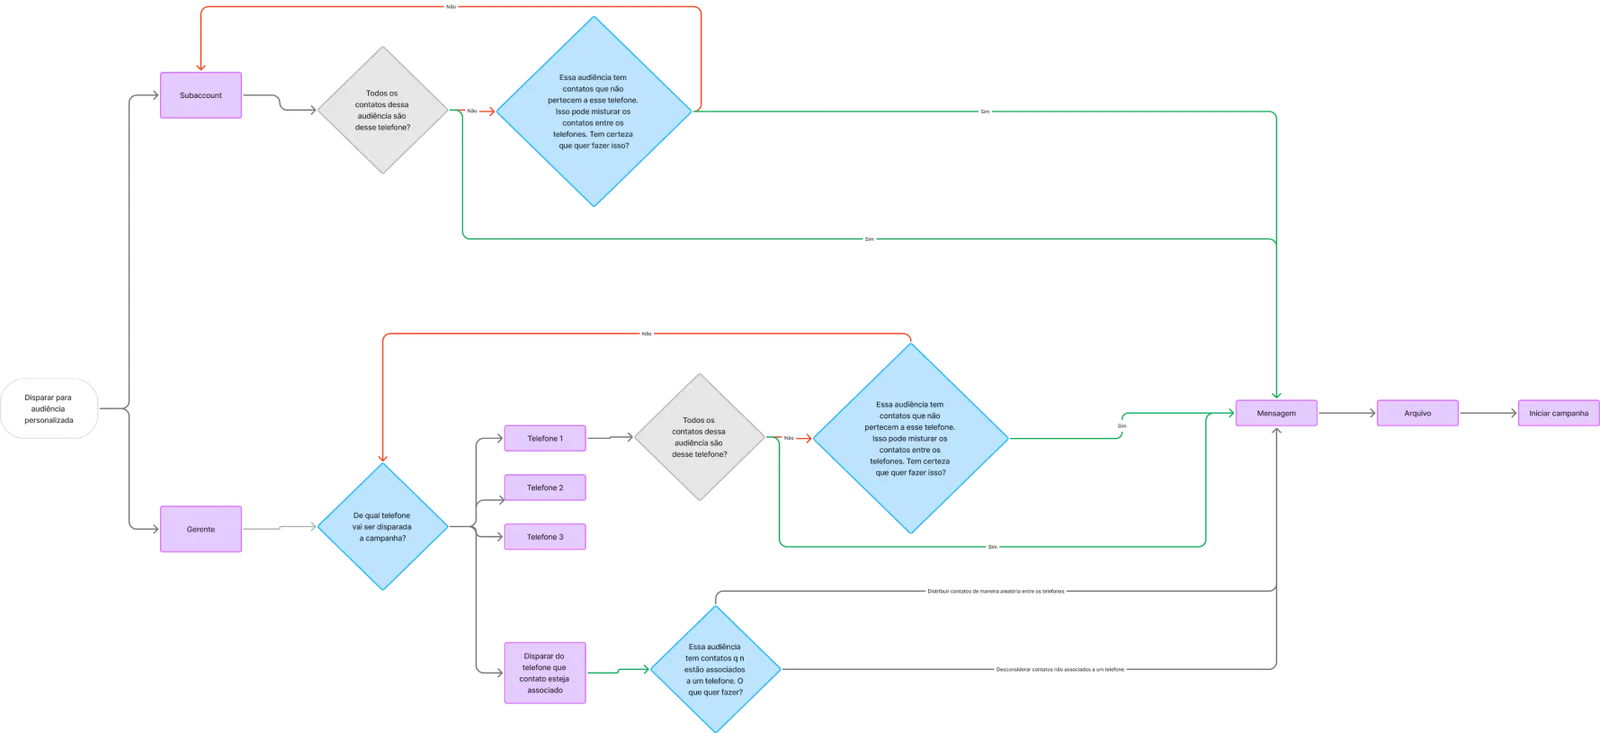 Não
Subaccount
Todos os
contatos dessa
audiência são
desse telefone?
Não
Essa audiência tem
contatos que não
pertecem a esse telefone.
Isso pode misturar os
contatos entre os
telefones. Tem certeza
que quer fazer isso?
Sim
Sim
Não
Disparar para
audiência
personalizada
Gerente
De qual telefone
vai ser disparada
a campanha?
Telefone 1
Telefone 2
Telefone 3
Todos os
contatos dessa
audiência são
desse telefone?
Não
Essa audiência tem
contatos que não
pertecem a esse telefone.
Isso pode misturar os
contatos entre os
telefones. Tem certeza
que quer fazer isso?
Sim
Sim
Mensagem
Arquivo
Iniciar campanha
Distribuir contatos de maneira aleatória entre os telefones
Disparar do
telefone que
contato esteja
associado
Essa audiência
tem contatos q n
estão associados
a um telefone. O
que quer fazer?
Desconsiderar contatos não associados a um telefone